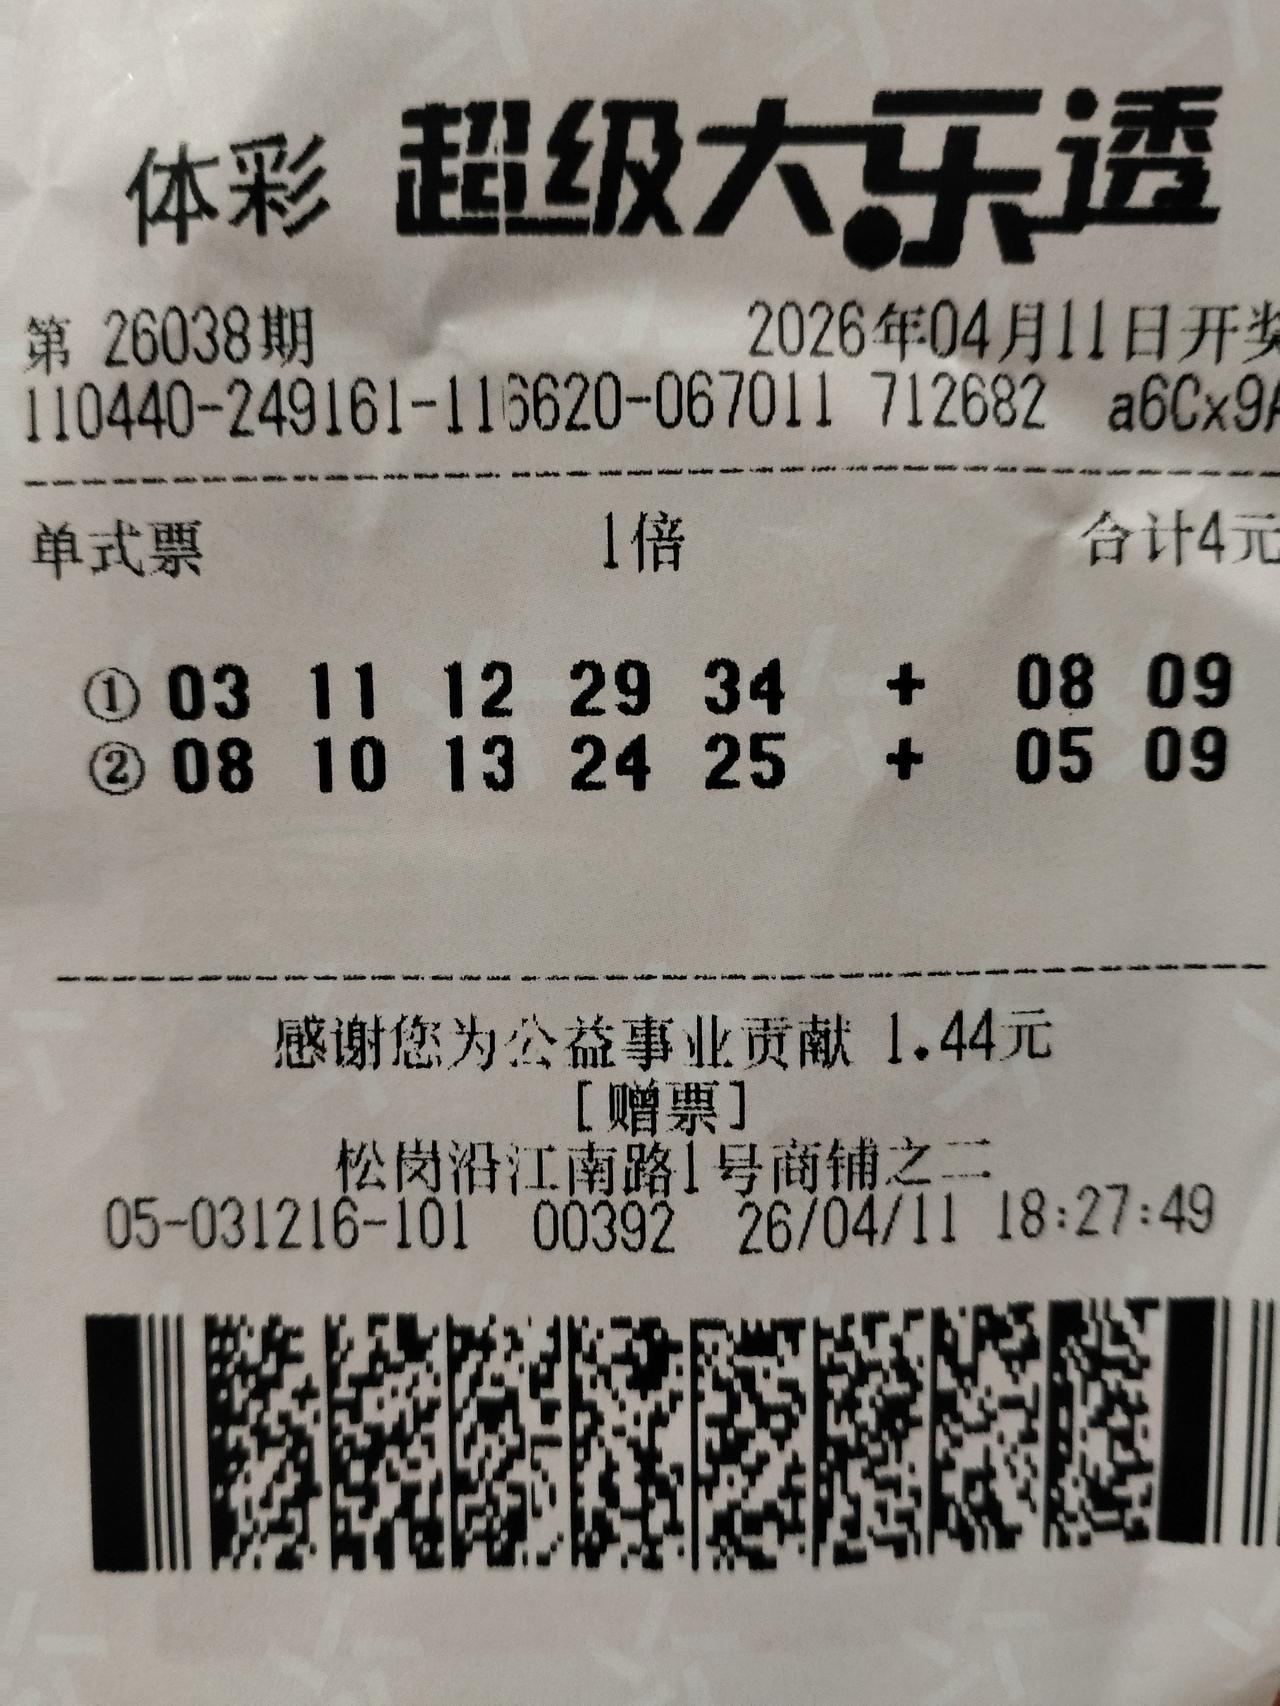 体彩 超级大乐透
第 26038期 2026年04月11日开奖
110440-249161-116620-067011 712682 a6Cx9A
单式票 1倍 合计4元
① 03 11 12 29 34 + 08 09
② 08 10 13 24 25 + 05 09
感谢您为公益事业贡献 1.44元
[赠票]
松岗沿江南路1号商铺之二
05-031216-101 00392 26/04/11 18:27:49